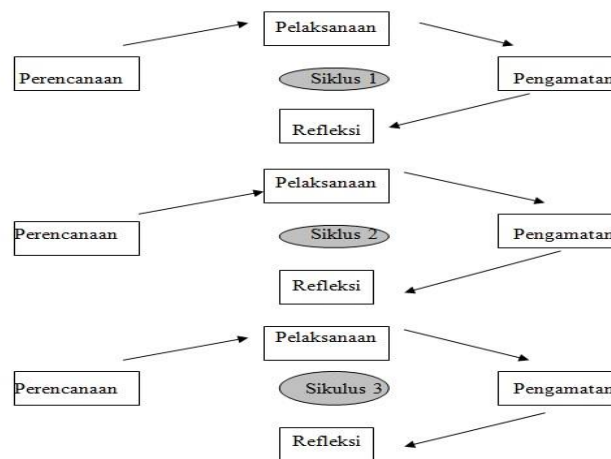 Pelaksanaan
Perencanaan
Siklus 1
Pengamatan
Refleksi
Pelaksanaan
Perencanaan
Siklus 2
Pengamatan
Refleksi
Pelaksanaan
Perencanaan
Sikulus 3
Pengamatan
Refleksi